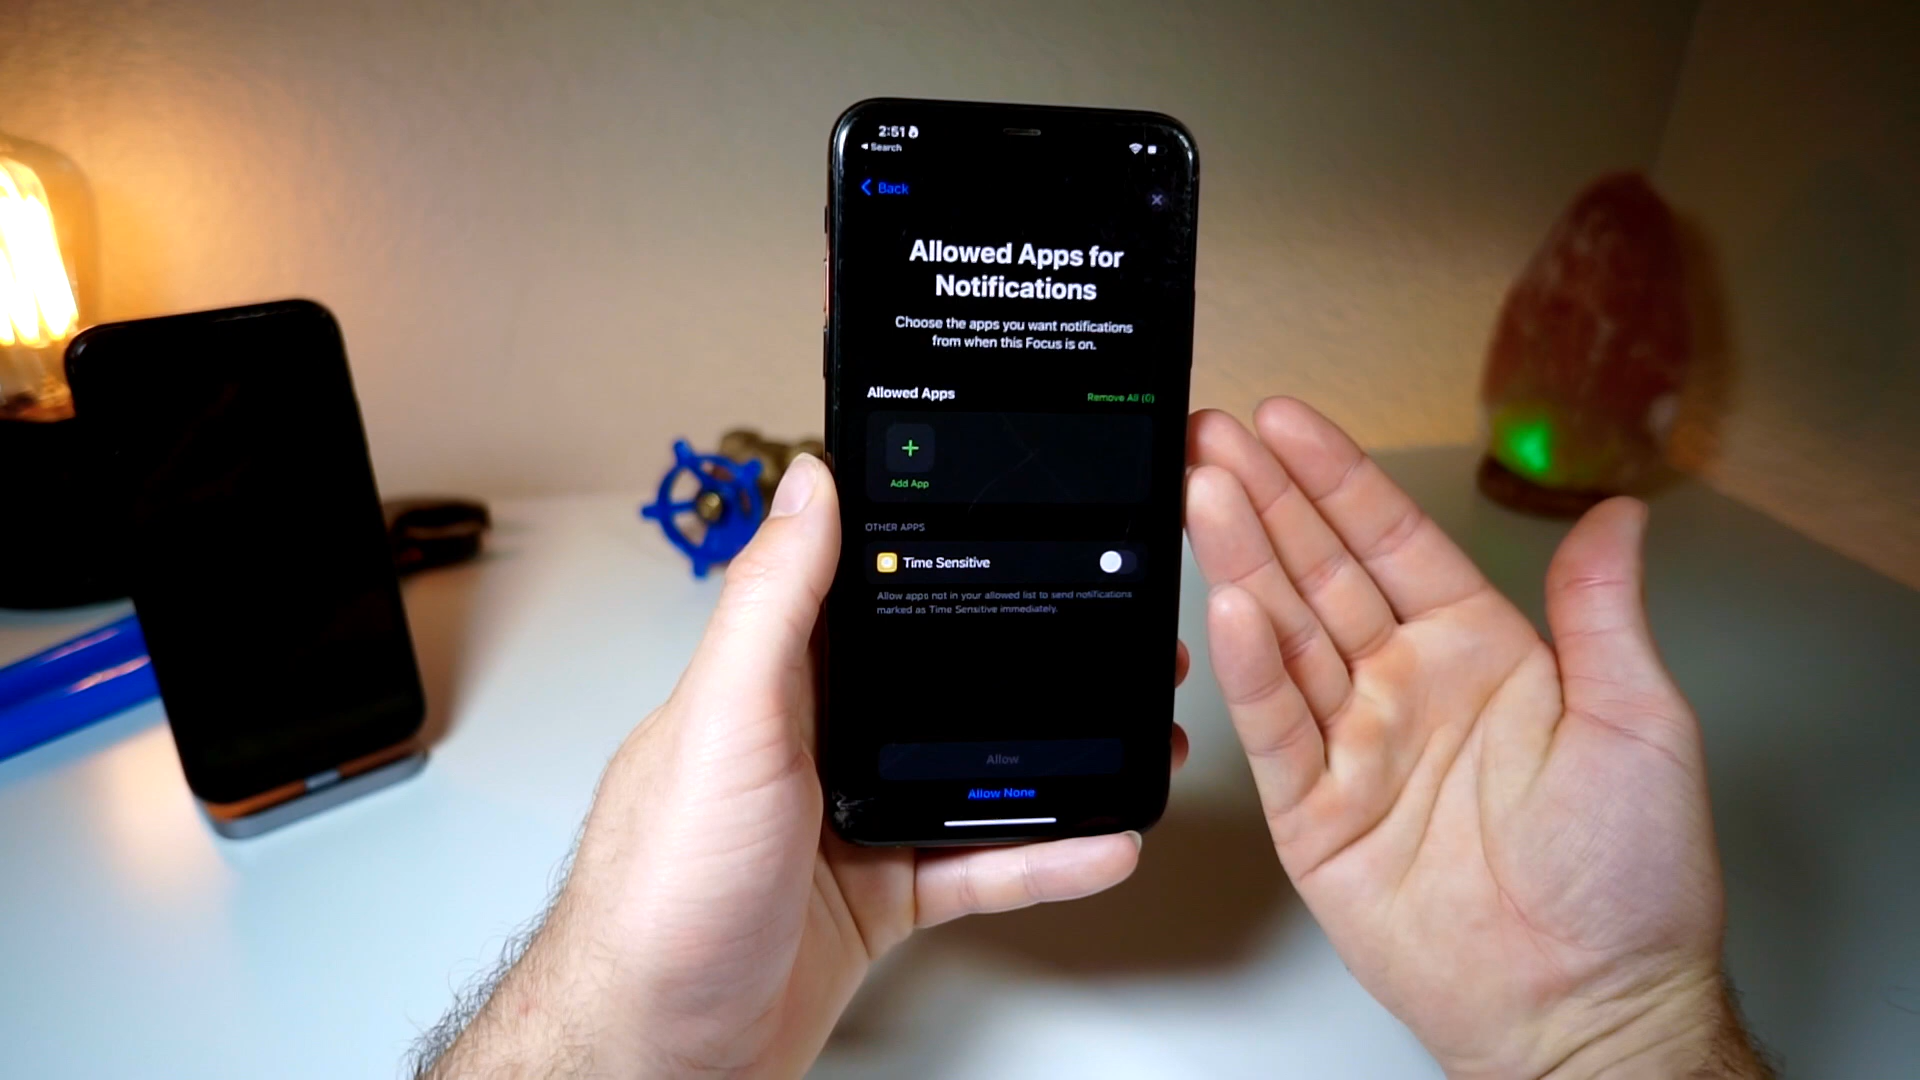 2:51
Search
Back
Allowed Apps for
Notifications
Choose the apps you want notifications
from when this Focus is on.
Allowed Apps
Remove All (0)
Add App
OTHER APPS
Time Sensitive
Allow apps not in your allowed list to send notifications
marked as Time Sensitive immediately.
Allow
Allow None